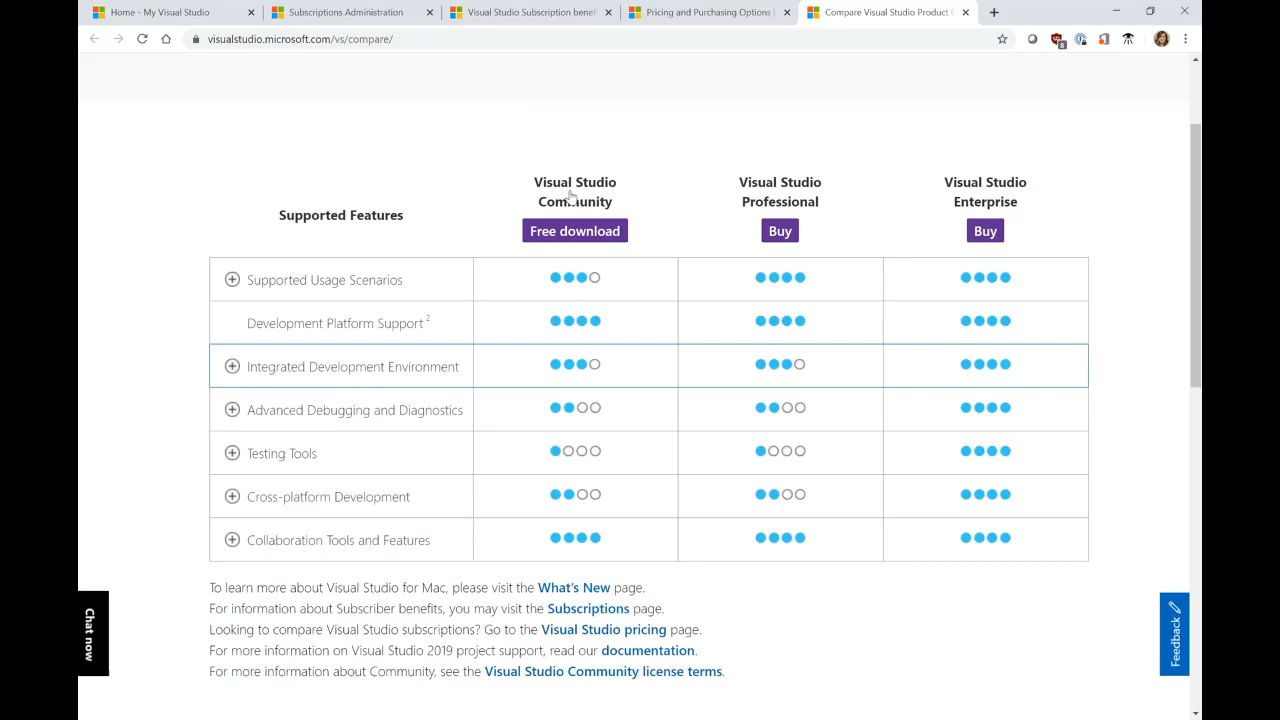 Home - My Visual Studio
Subscriptions Administration
Visual Studio Subscription benef
Pricing and Purchasing Options |
Compare Visual Studio Product
visualstudio.microsoft.com/vs/compare/
8
Supported Features
Visual Studio
Community
Free download
Visual Studio
Professional
Buy
Visual Studio
Enterprise
Buy
Supported Usage Scenarios
Development Platform Support 2
Integrated Development Environment
Advanced Debugging and Diagnostics
Testing Tools
Cross-platform Development
Collaboration Tools and Features
To learn more about Visual Studio for Mac, please visit the What's New page.
For information about Subscriber benefits, you may visit the Subscriptions page.
Looking to compare Visual Studio subscriptions? Go to the Visual Studio pricing page.
For more information on Visual Studio 2019 project support, read our documentation.
For more information about Community, see the Visual Studio Community license terms.
Chat now
Feedback